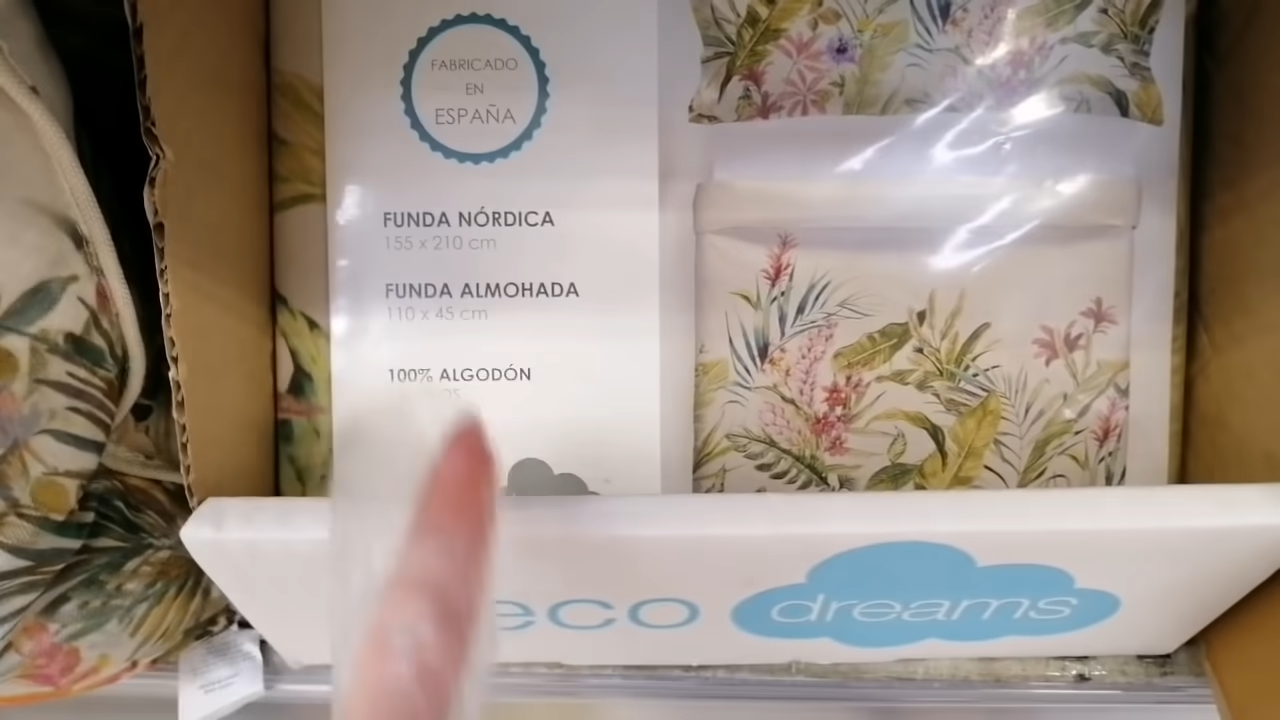 FABRICADO
EN
ESPAÑA
FUNDA NÓRDICA
155 x 210 cm
FUNDA ALMOHADA
110 x 45 cm
100% ALGODÓN
eco dreams